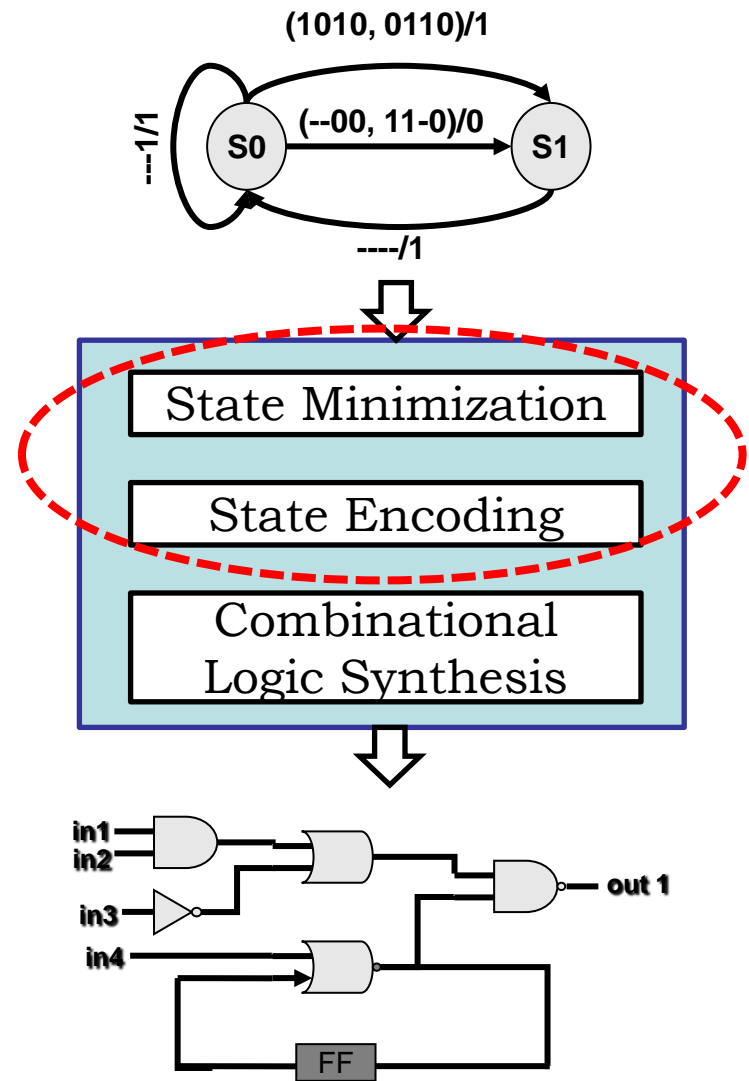 (1010, 0110)/1
(--00, 11-0)/0
---1/1
S0
S1
----/1
State Minimization
State Encoding
Combinational
Logic Synthesis
in1
in2
in3
in4
out 1
FF